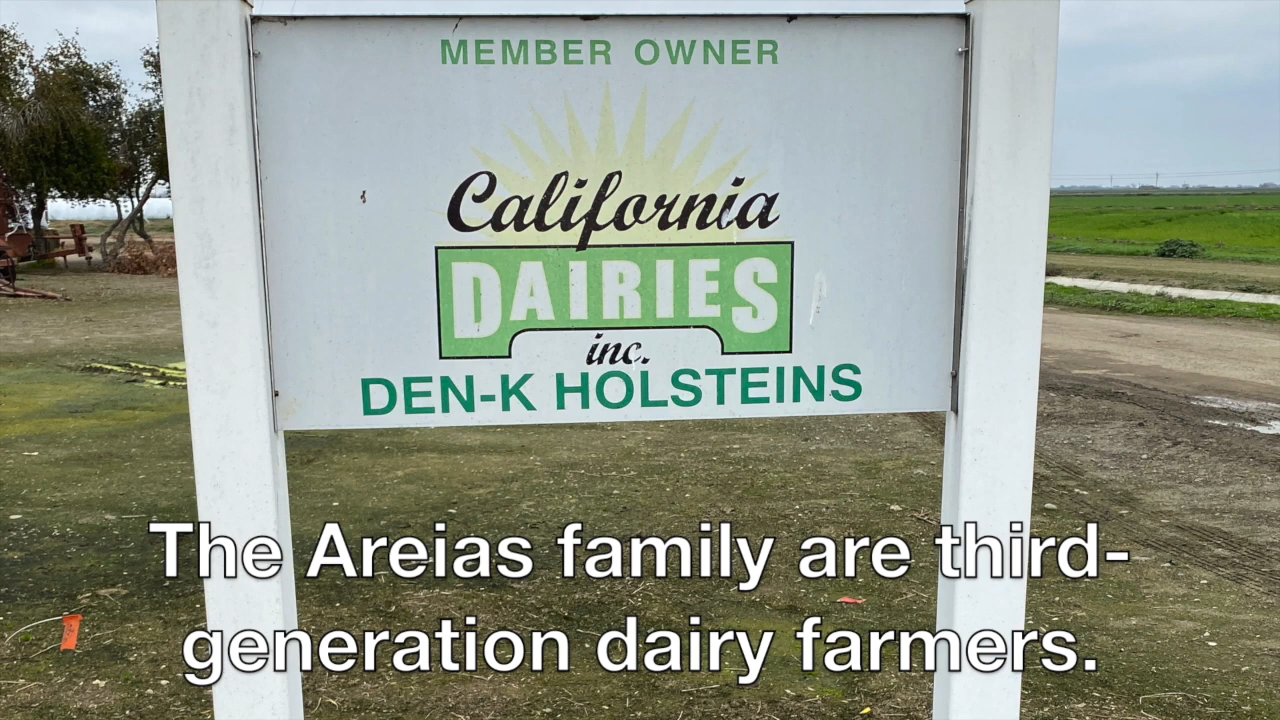 MEMBER OWNER
California
DAIRIES
inc.
DEN-K HOLSTEINS
The Areias family are third-
generation dairy farmers.